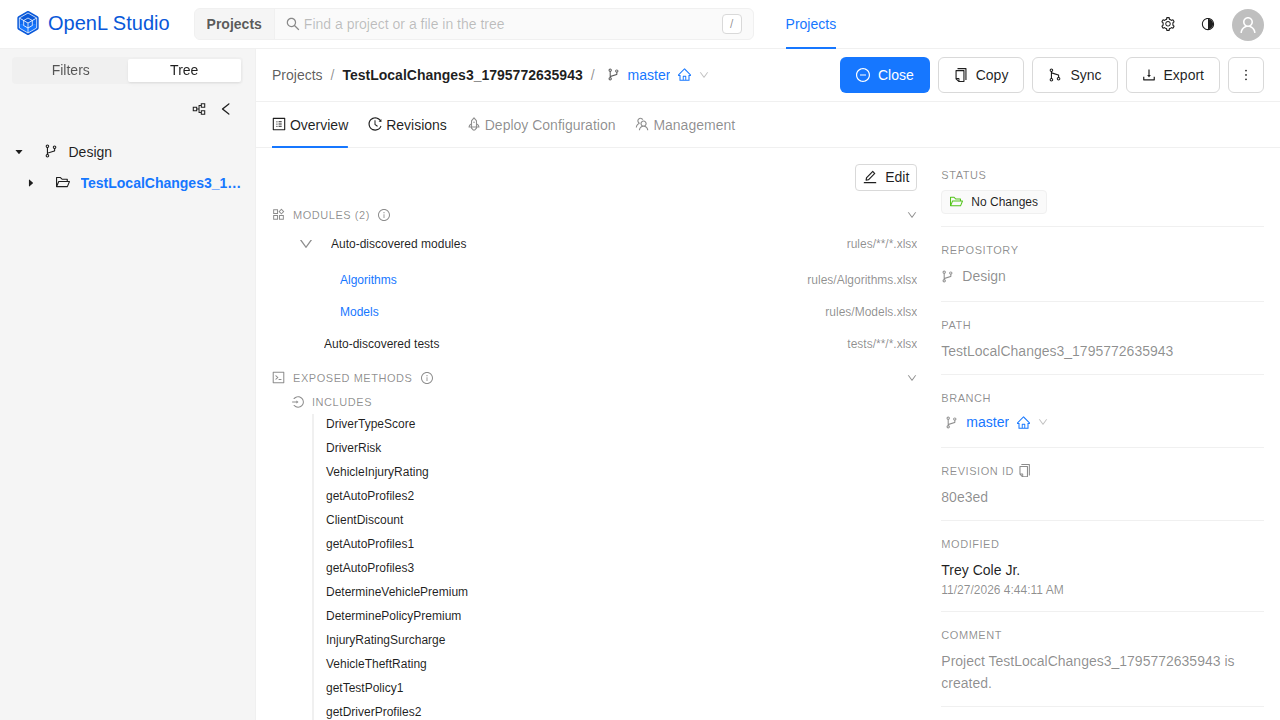 OpenL Studio
Projects
Find a project or a file in the tree
/
Projects
Filters
Tree
Design
TestLocalChanges3_1…
Projects / TestLocalChanges3_1795772635943 / master
Close
Copy
Sync
Export
Overview
Revisions
Deploy Configuration
Management
Edit
MODULES (2)
Auto-discovered modules
rules/**/*.xlsx
Algorithms
rules/Algorithms.xlsx
Models
rules/Models.xlsx
Auto-discovered tests
tests/**/*.xlsx
EXPOSED METHODS
INCLUDES
DriverTypeScore
DriverRisk
VehicleInjuryRating
getAutoProfiles2
ClientDiscount
getAutoProfiles1
getAutoProfiles3
DetermineVehiclePremium
DeterminePolicyPremium
InjuryRatingSurcharge
VehicleTheftRating
getTestPolicy1
getDriverProfiles2
STATUS
No Changes
REPOSITORY
Design
PATH
TestLocalChanges3_1795772635943
BRANCH
master
REVISION ID
80e3ed
MODIFIED
Trey Cole Jr.
11/27/2026 4:44:11 AM
COMMENT
Project TestLocalChanges3_1795772635943 is
created.